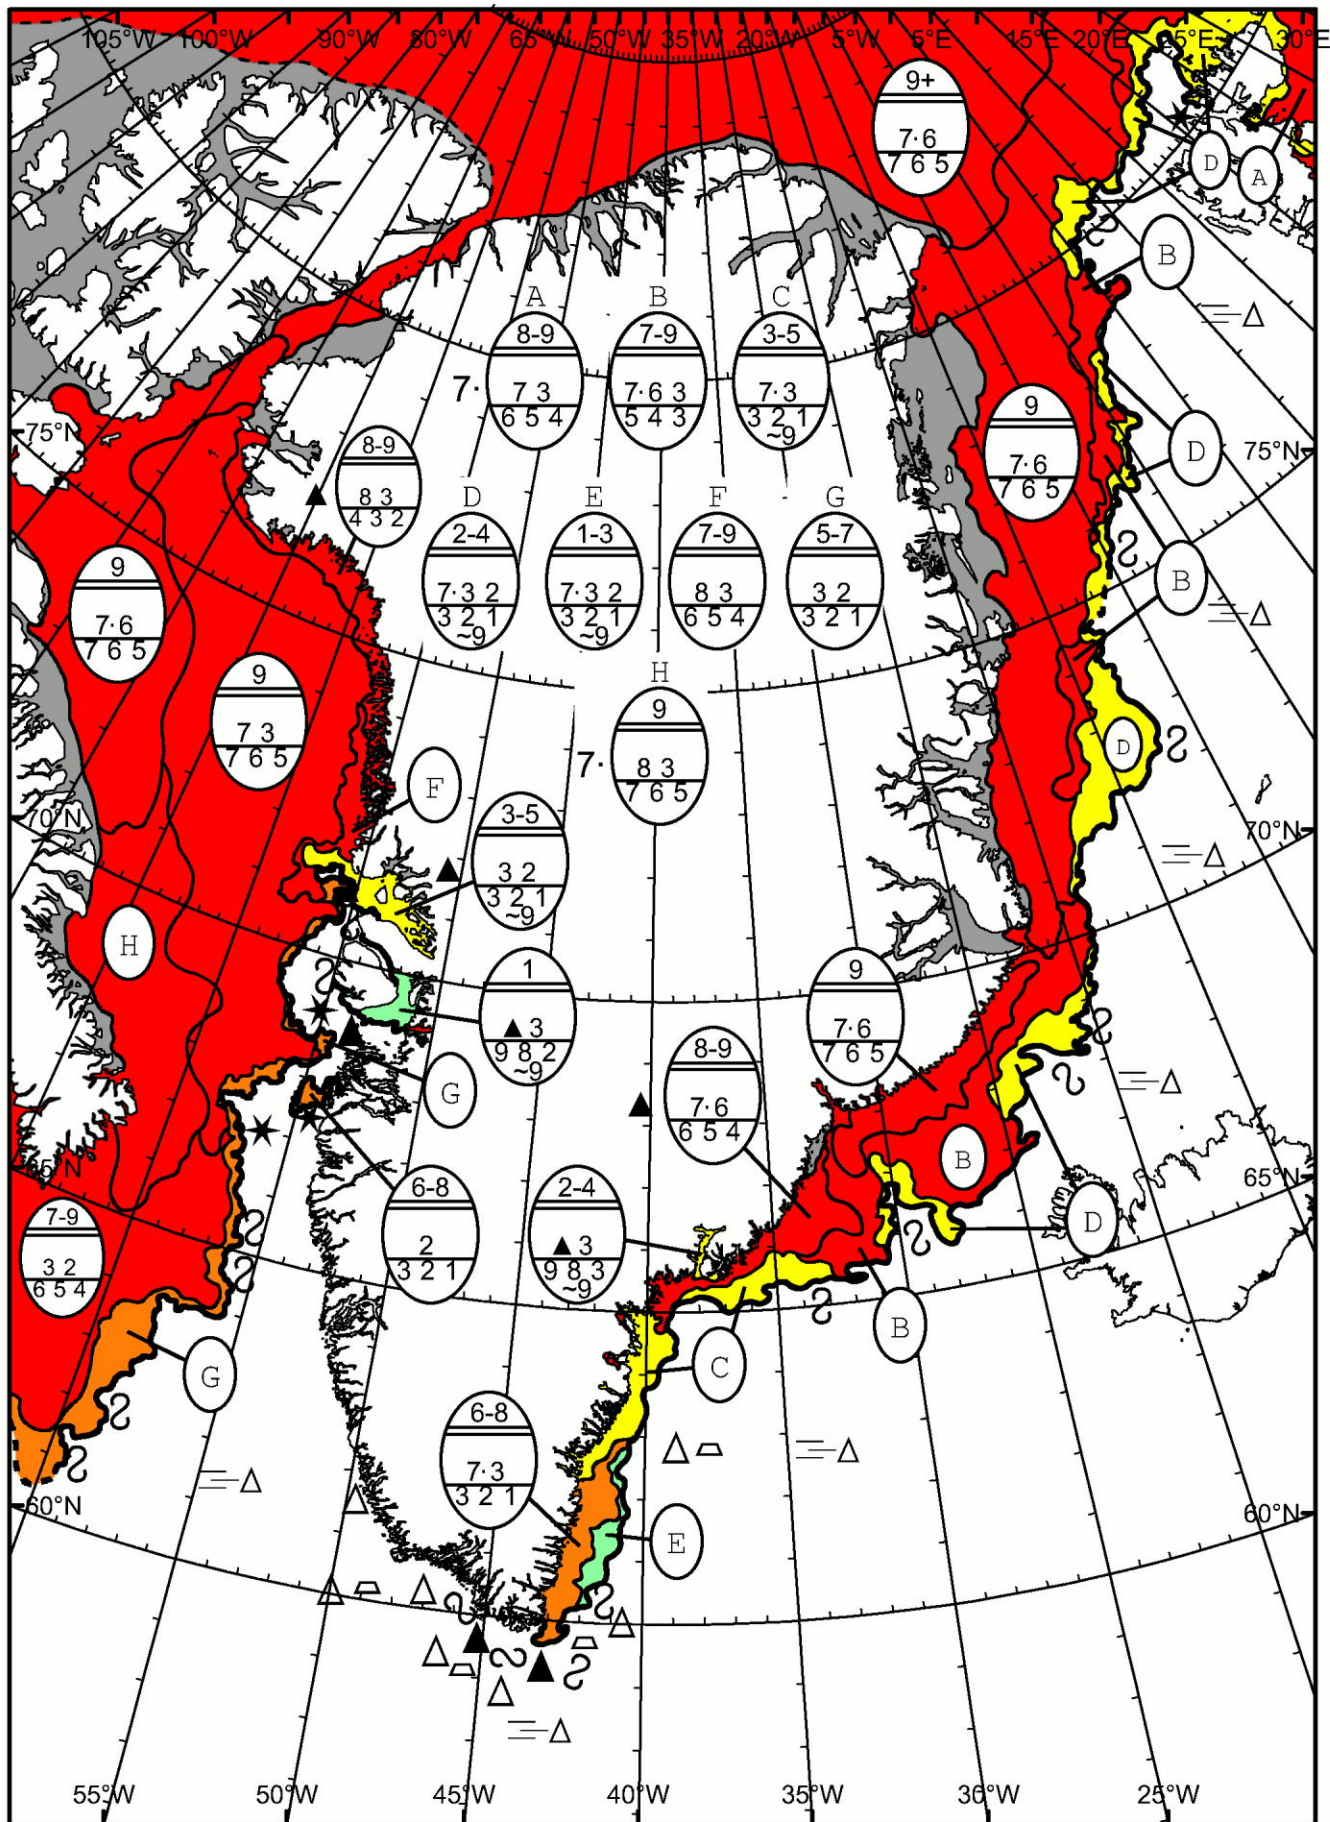 105°W 100°W 90°W 80°W 65°W 50°W 35°W 20°W 5°W 5°E 15°E 20°E 25°E 30°E
9+
7·6
7 6 5
D
A
B
A B C
8-9 7-9 3-5
7· 7 3 7·6 3 7·3
6 5 4 5 4 3 3 2 1
~9
9
7·6
7 6 5
75°N
75°N
D
8-9
8 3
4 3 2
D E F G
2-4 1-3 7-9 5-7
7·3 2 7·3 2 8 3 3 2
3 2 1 3 2 1 6 5 4 3 2 1
~9 ~9
B
9
7·6
7 6 5
H
9
7· 8 3
7 6 5
9
7 3
7 6 5
D
F
70°N
70°N
3-5
3 2
3 2 1
~9
H
1
3
9 8 2
~9
9
7·6
7 6 5
8-9
7·6
6 5 4
G
B
65°N
65°N
7-9
3 2
6 5 4
6-8
2
3 2 1
2-4
3
9 8 3
~9
D
B
G
C
6-8
7·3
3 2 1
60°N
60°N
E
55°W 50°W 45°W 40°W 35°W 30°W 25°W